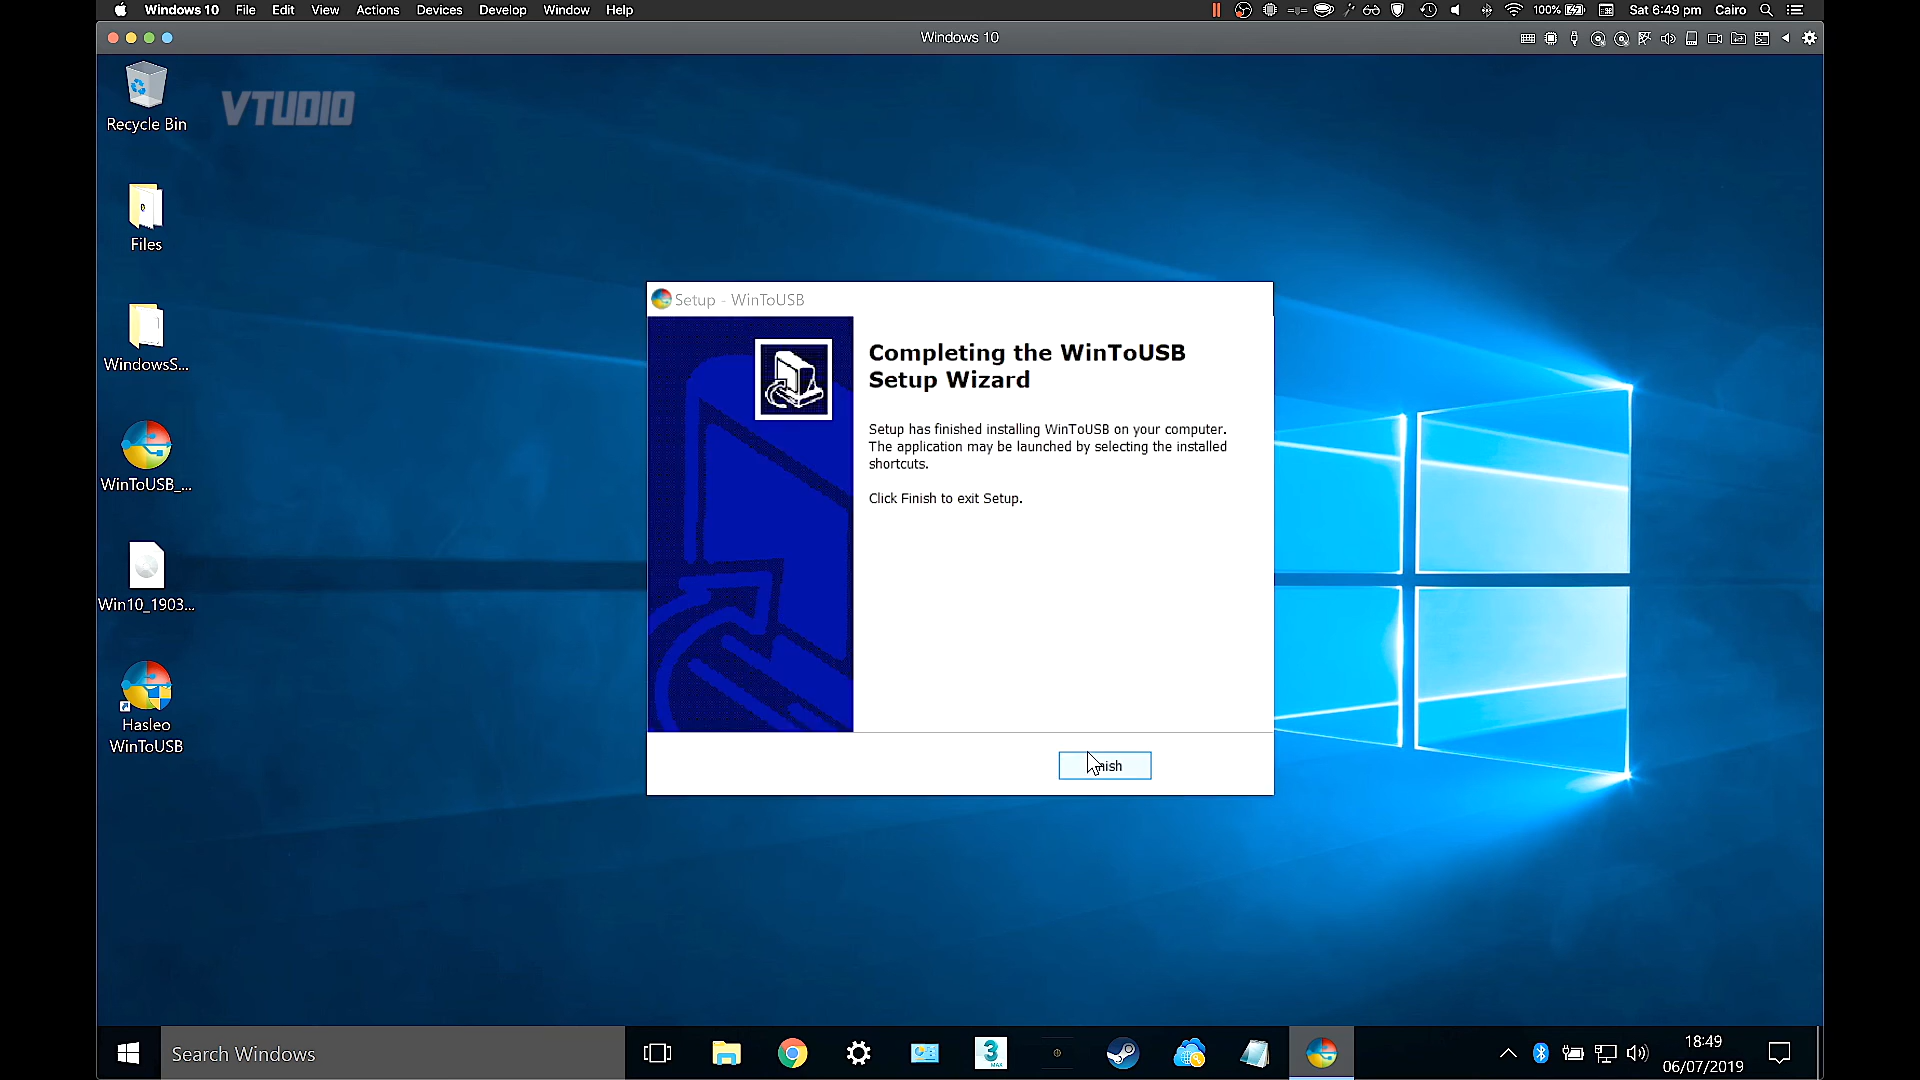 Windows 10 File Edit View Actions Devices Develop Window Help
100% Sat 6:49 pm Cairo
Windows 10
VTUDIO
Recycle Bin
Files
WindowsS...
WinToUSB_...
Win10_1903...
Hasleo
WinToUSB
Setup - WinToUSB
Completing the WinToUSB
Setup Wizard
Setup has finished installing WinToUSB on your computer.
The application may be launched by selecting the installed
shortcuts.
Click Finish to exit Setup.
Finish
Search Windows
3
MAX
18:49
06/07/2019